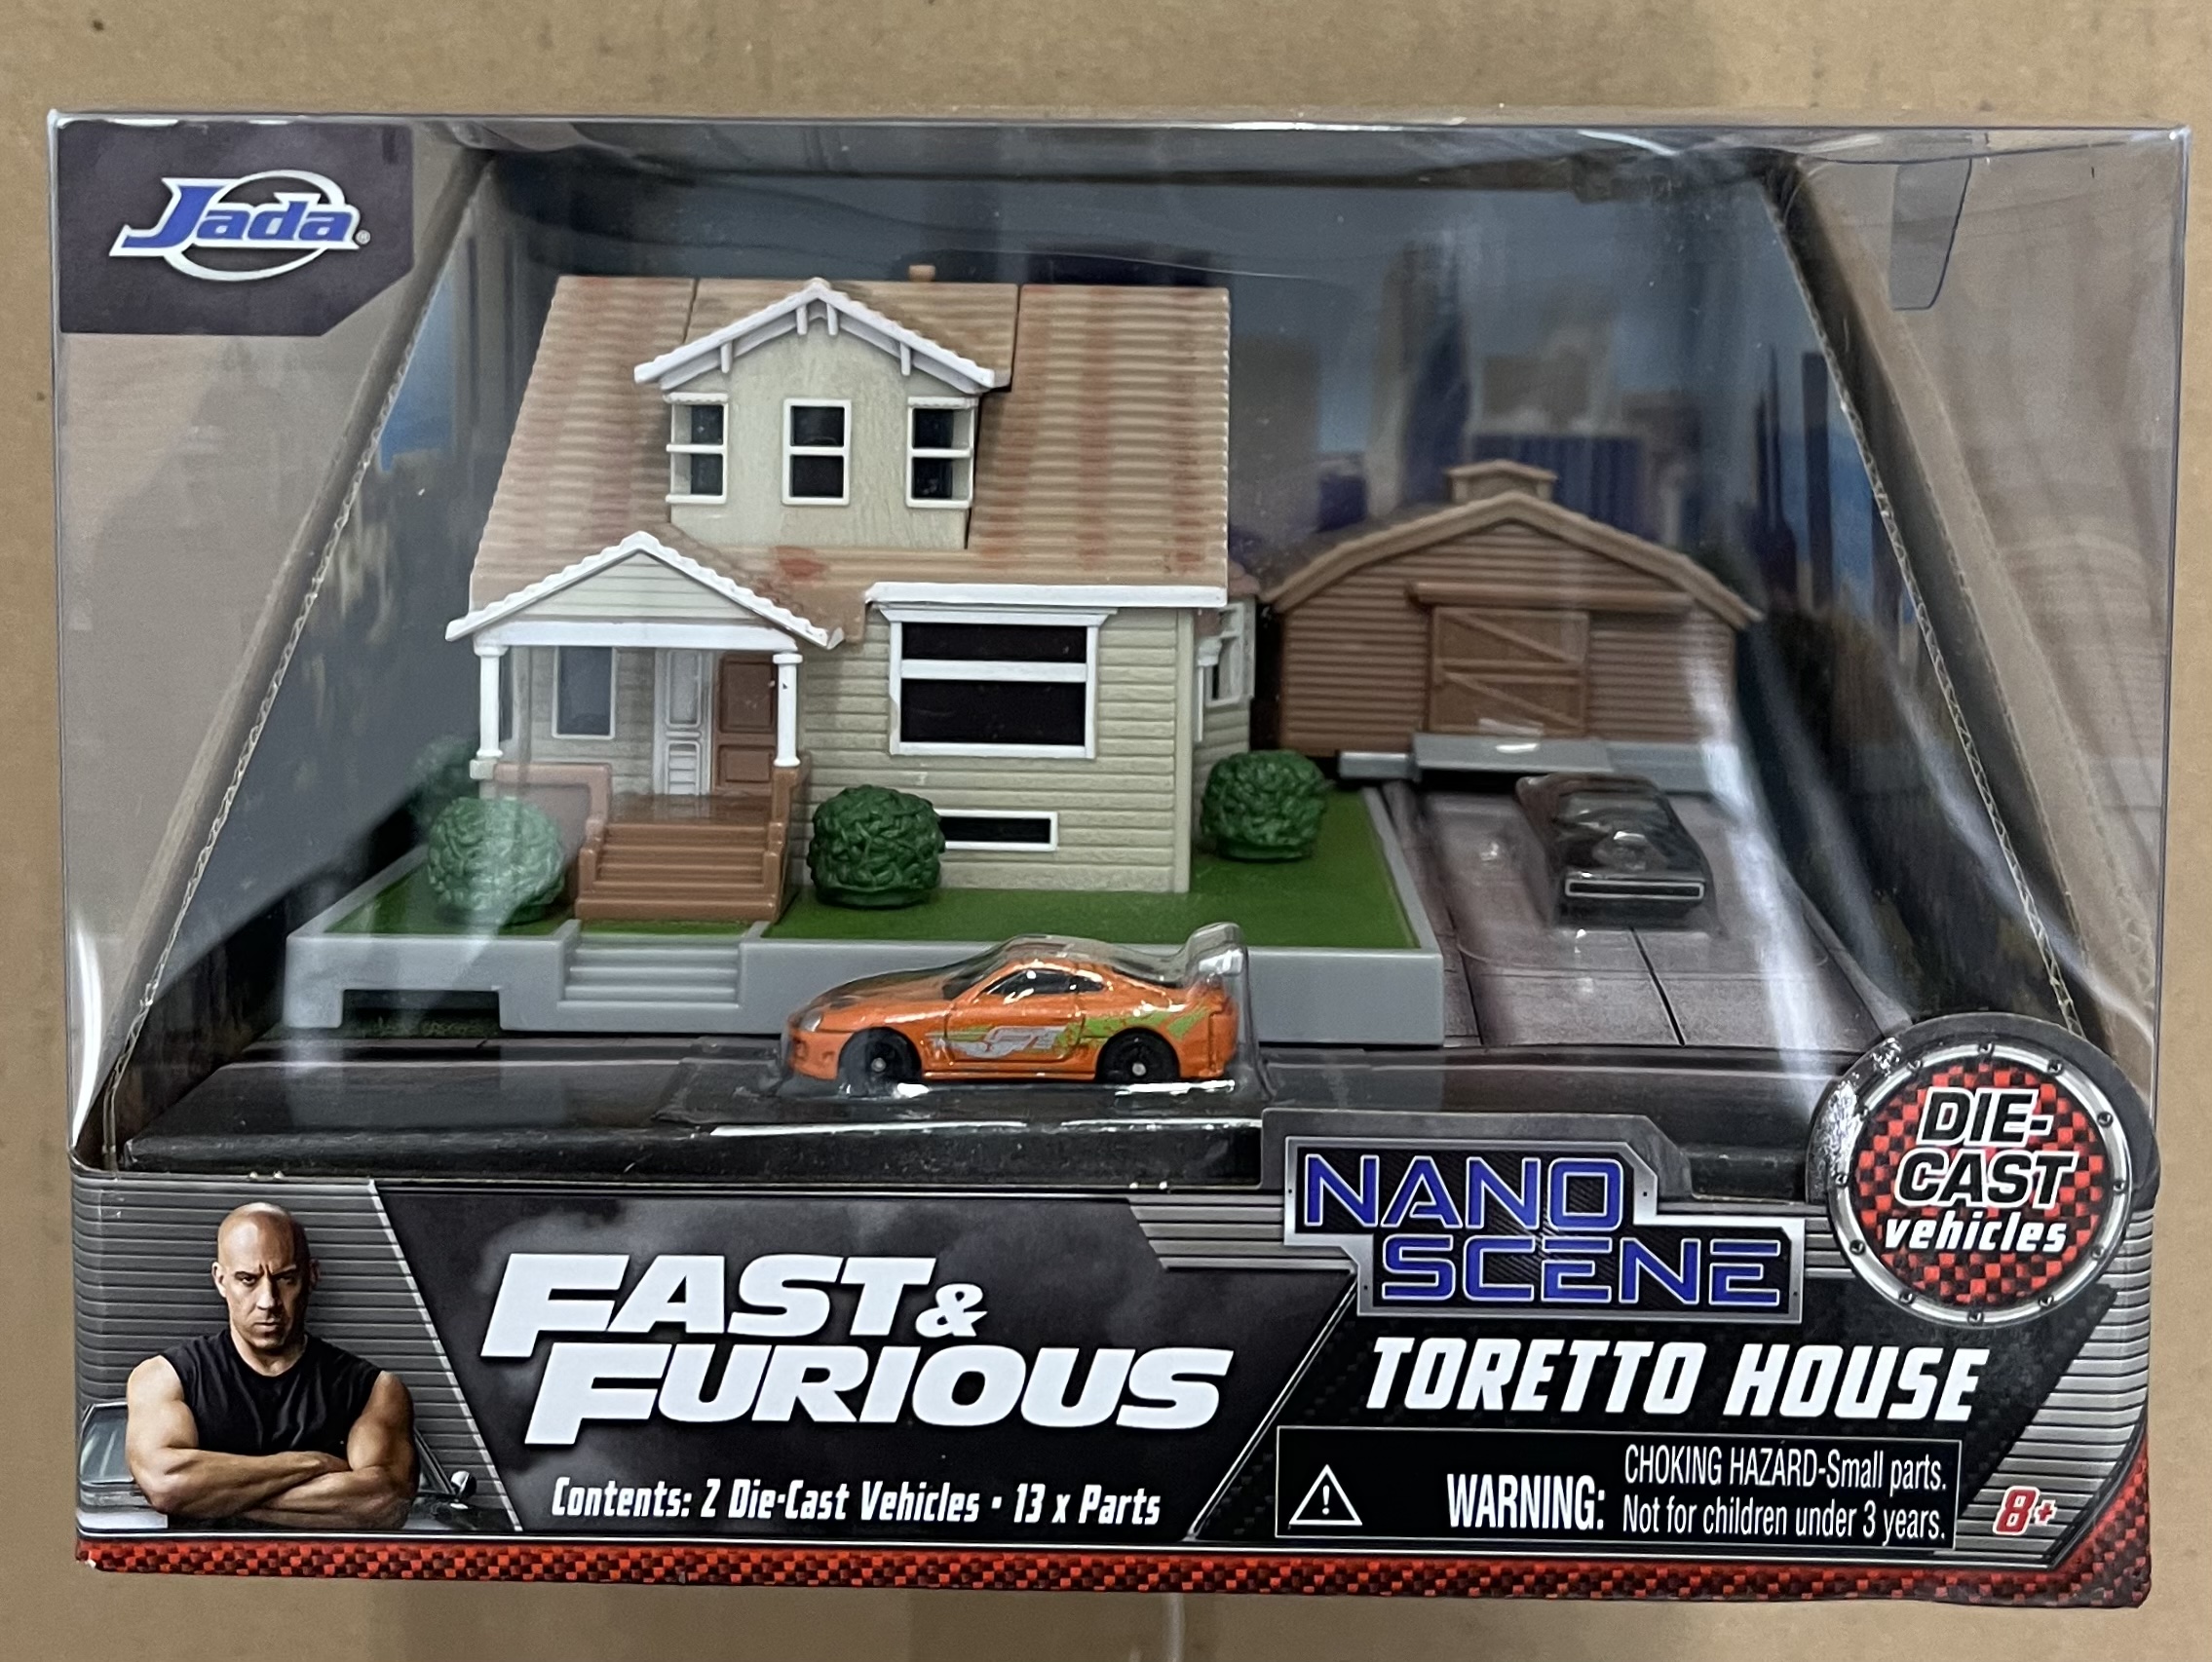 Jada®
NANO
SCENE
DIE-
CAST
vehicles
FAST &
FURIOUS
TORETTO HOUSE
Contents: 2 Die-Cast Vehicles • 13 x Parts
WARNING:
CHOKING HAZARD-Small parts.
Not for children under 3 years.
8+